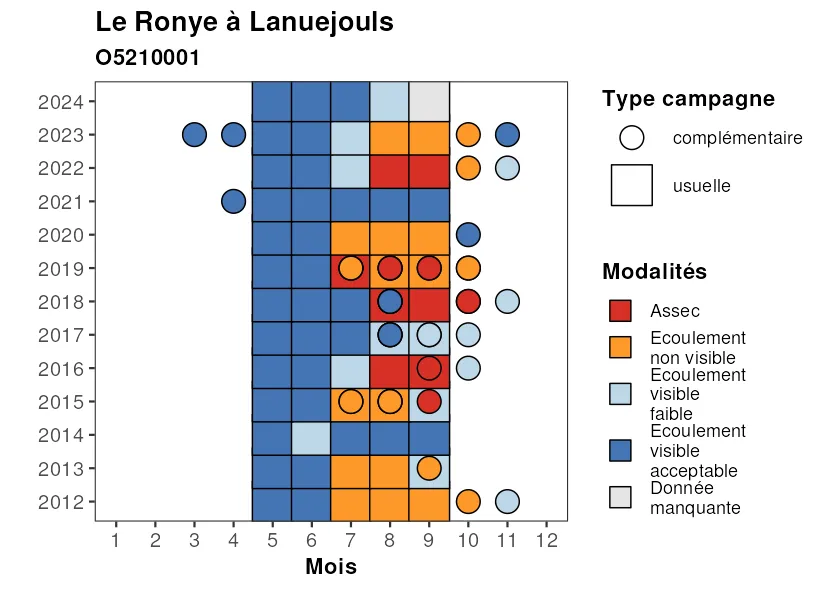 Le Ronye à Lanuejouls
O5210001
2024
2023
2022
2021
2020
2019
2018
2017
2016
2015
2014
2013
2012
1 2 3 4 5 6 7 8 9 10 11 12
Mois
Type campagne
complémentaire
usuelle
Modalités
Assec
Ecoulement
non visible
Ecoulement
visible
faible
Ecoulement
visible
acceptable
Donnée
manquante